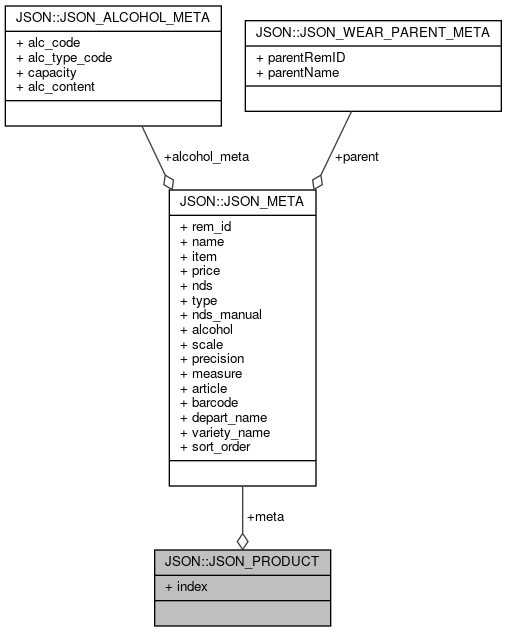 JSON::JSON_ALCOHOL_META
+ alc_code
+ alc_type_code
+ capacity
+ alc_content
JSON::JSON_WEAR_PARENT_META
+ parentRemID
+ parentName
+alcohol_meta
+parent
JSON::JSON_META
+ rem_id
+ name
+ item
+ price
+ nds
+ type
+ nds_manual
+ alcohol
+ scale
+ precision
+ measure
+ article
+ barcode
+ depart_name
+ variety_name
+ sort_order
+meta
JSON::JSON_PRODUCT
+ index